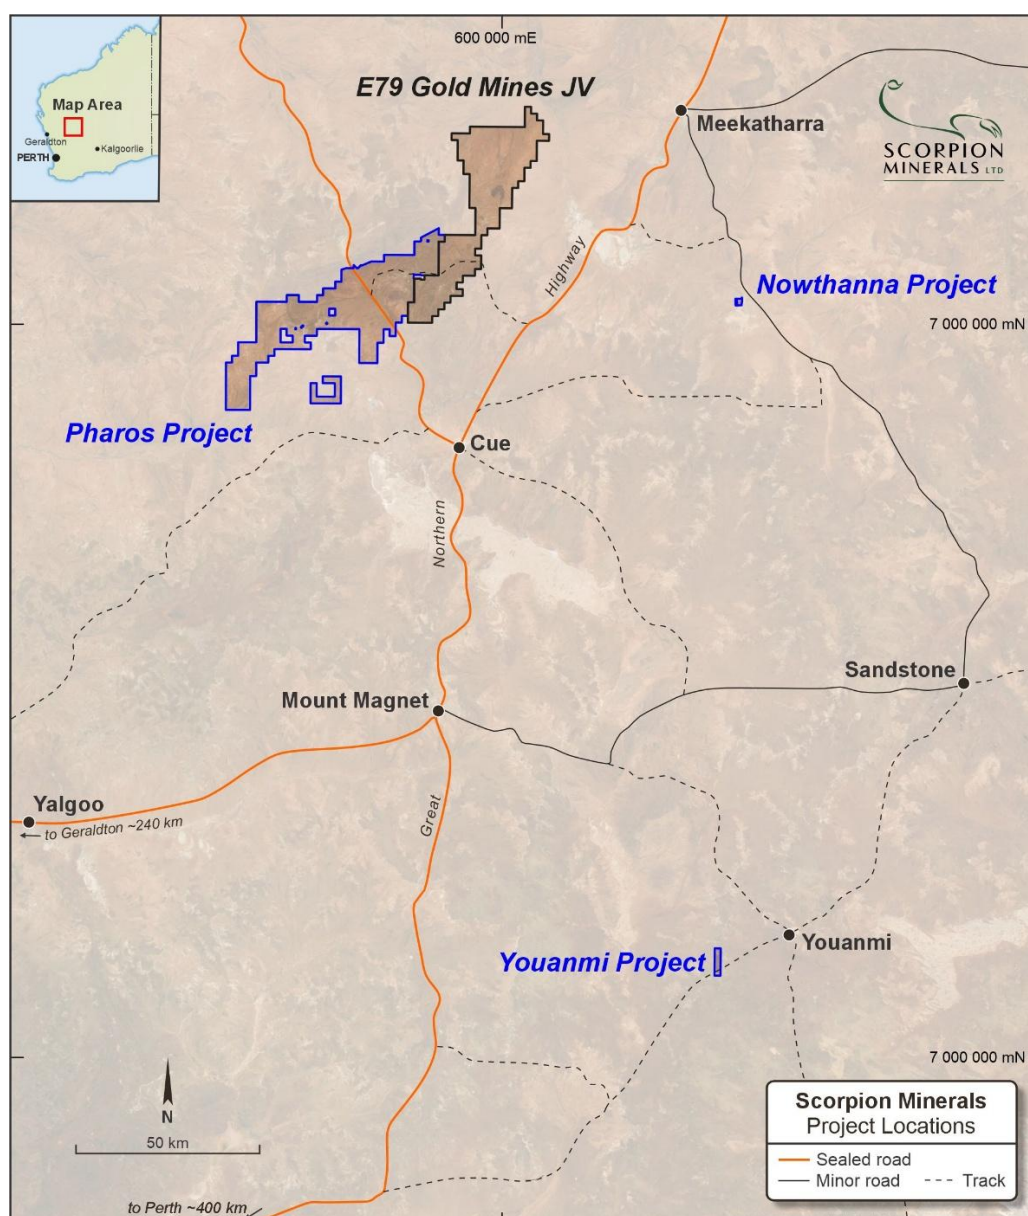 600 000 mE
E79 Gold Mines JV
Map Area
Geraldton
Kalgoorlie
PERTH
Meekatharra
SCORPION
MINERALS LTD
Highway
Nowthanna Project
7 000 000 mN
Pharos Project
Cue
Northern
Sandstone
Mount Magnet
Yalgoo
to Geraldton ~240 km
Great
Youanmi
Youanmi Project
7 000 000 mN
N
50 km
to Perth ~400 km
Scorpion Minerals
Project Locations
Sealed road
Minor road
Track